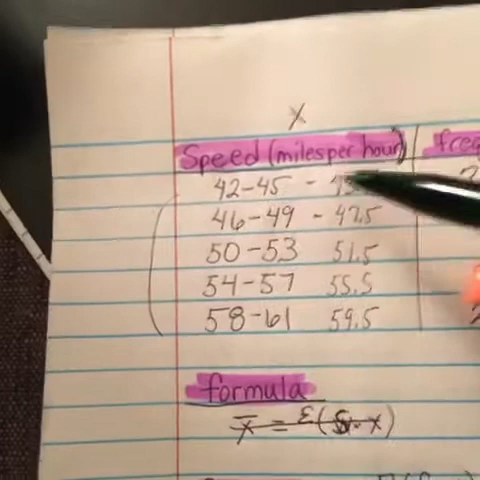 X
Speed (miles per hour)
42-45 -
46-49 - 47.5
50-53 51.5
54-57 55.5
58-61 59.5
formula
x̄ = Σ(f·x)